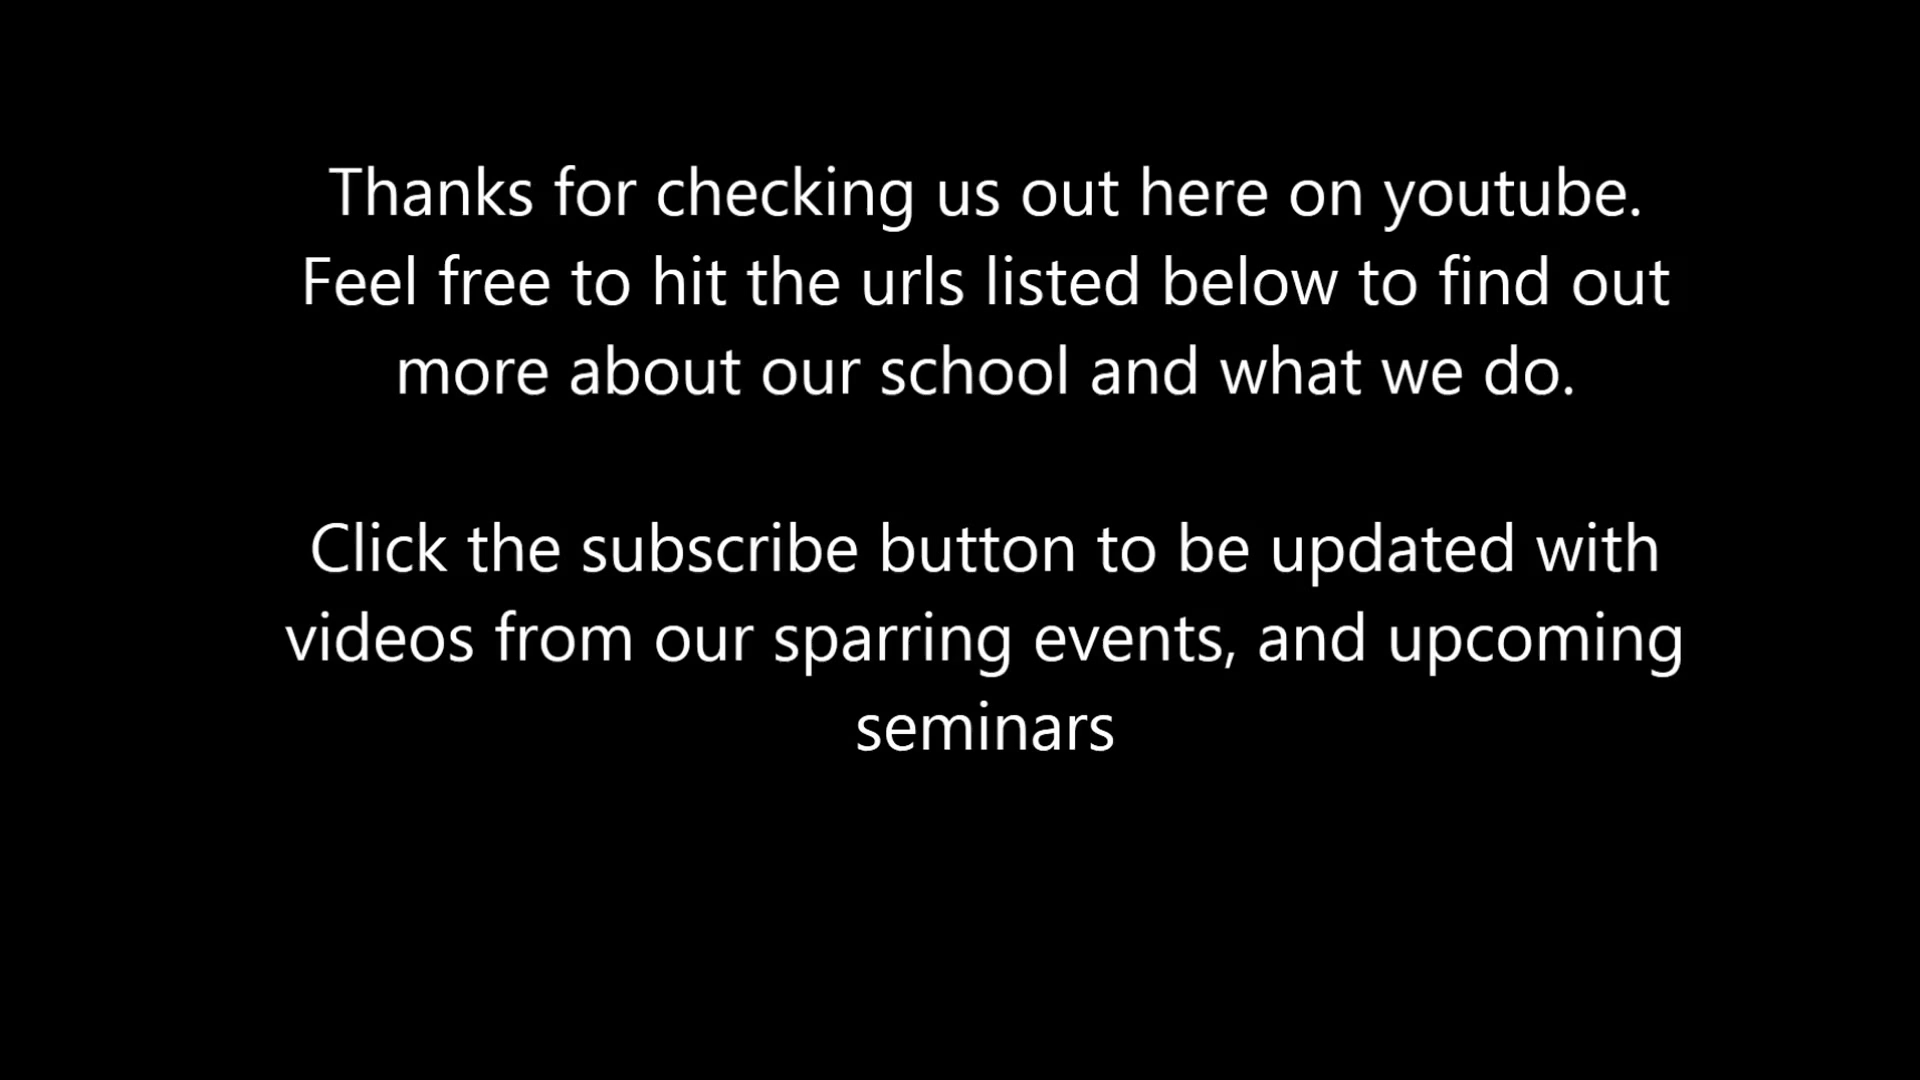 Thanks for checking us out here on youtube.
Feel free to hit the urls listed below to find out
more about our school and what we do.
Click the subscribe button to be updated with
videos from our sparring events, and upcoming
seminars